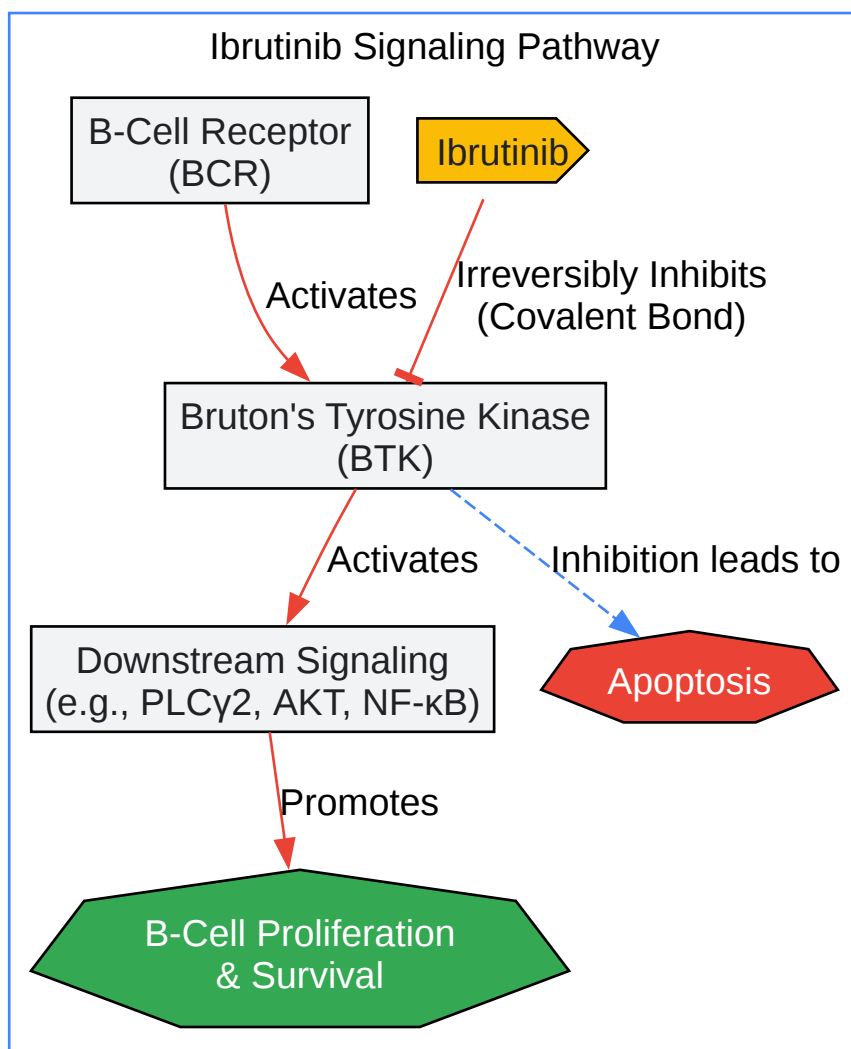 Ibrutinib Signaling Pathway
B-Cell Receptor
(BCR)
Ibrutinib
Activates
Irreversibly Inhibits
(Covalent Bond)
Bruton's Tyrosine Kinase
(BTK)
Activates
Inhibition leads to
Downstream Signaling
(e.g., PLCγ2, AKT, NF-κB)
Apoptosis
Promotes
B-Cell Proliferation
& Survival